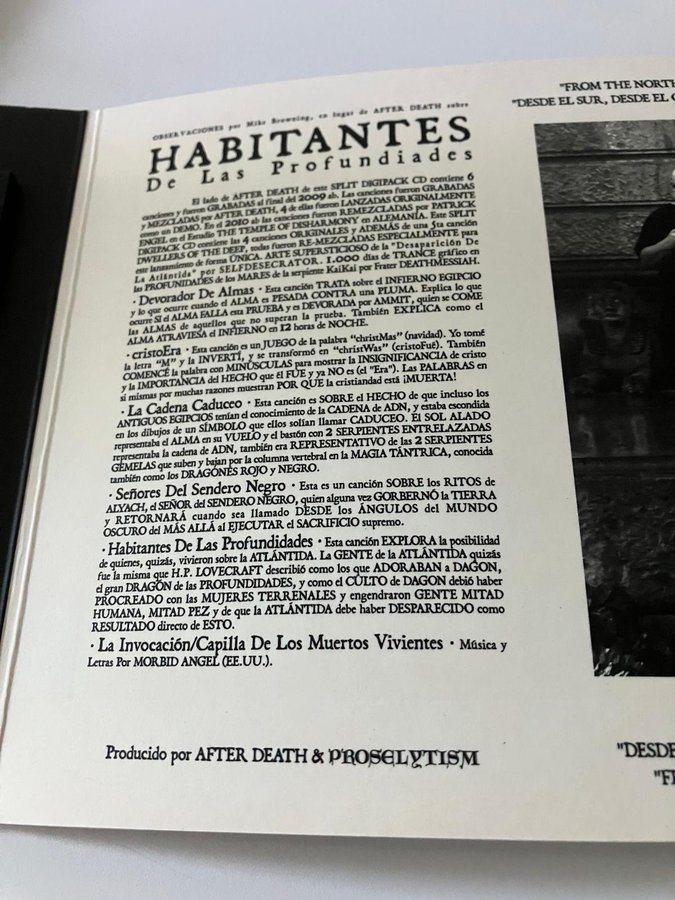 OBSERVACIONES por Mike Browning, en lugar de AFTER DEATH sobre
HABITANTES
De Las Profundiades
El lado de AFTER DEATH de este SPLIT DIGIPACK CD contiene 6
canciones y fueron GRABADAS al final del 2009 ab. Las canciones fueron GRABADAS
y MEZCLADAS por AFTER DEATH, 4 de ellas fueron LANZADAS ORIGINALMENTE
como un DEMO. En el 2010 ab las canciones fueron REMEZCLADAS por PATRICK
ENGEL en el Estudio THE TEMPLE OF DISHARMONY en ALEMANIA. Este SPLIT
DIGIPACK CD contiene las 4 canciones ORIGINALES y ADEMÁS de una 5ta canción
DWELLERS OF THE DEEP, todas fueron RE-MEZCLADAS ESPECIALMENTE para
este lanzamiento de forma ÚNICA. ARTE SUPERSTICIOSO de la "Desaparición De
La Atlántida" por SELFDESECRATOR. 1.000 días de TRANCE gráfico en
las PROFUNDIDADES de los MARES de la serpiente KaiKai por Frater DEATHMESSIAH.
· Devorador De Almas · Esta canción TRATA sobre el INFIERNO EGIPCIO
y lo que ocurre cuando el ALMA es PESADA CONTRA una PLUMA. Explica lo que
ocurre SI el ALMA FALLA esta PRUEBA y es DEVORADA por AMMIT, quien se COME
las ALMAS de aquellos que no superan la prueba. También EXPLICA como el
ALMA ATRAVIESA el INFIERNO en 12 horas de NOCHE.
· cristoEra · Esta canción es un JUEGO de la palabra "christMas" (navidad). Yo tomé
la letra "M" y la INVERTÍ, y se transformó en "christWas" (cristoFué). También
COMENCÉ la palabra con MINÚSCULAS para mostrar la INSIGNIFICANCIA de cristo
y la IMPORTANCIA del HECHO que él FUE y YA NO es (el "Era"). Las PALABRAS en
si mismas por muchas razones muestran POR QUE la cristiandad está ¡MUERTA!
· La Cadena Caduceo · Esta canción es SOBRE el HECHO de que incluso los
ANTIGUOS EGIPCIOS tenían el conocimiento de la CADENA de ADN, y estaba escondida
en los dibujos de un SÍMBOLO que ellos solían llamar CADUCEO. El SOL ALADO
representaba el ALMA en su VUELO y el bastón con 2 SERPIENTES ENTRELAZADAS
representaba la cadena de ADN, también era REPRESENTATIVO de las 2 SERPIENTES
GEMELAS que suben y bajan por la columna vertebral en la MAGIA TÁNTRICA, conocida
también como los DRAGONES ROJO y NEGRO.
· Señores Del Sendero Negro · Esta es un canción SOBRE los RITOS de
ALYACH, el SEÑOR del SENDERO NEGRO, quien alguna vez GORBERNÓ la TIERRA
y RETORNARÁ cuando sea llamado DESDE los ÁNGULOS del MUNDO
OSCURO del MÁS ALLÁ al EJECUTAR el SACRIFICIO supremo.
· Habitantes De Las Profundidades · Esta canción EXPLORA la posibilidad
de quienes, quizás, vivieron sobre la ATLÁNTIDA. La GENTE de la ATLÁNTIDA quizás
fue la misma que H.P. LOVECRAFT describió como los que ADORABAN a DAGON,
el gran DRAGON de las PROFUNDIDADES, y como el CULTO de DAGON debió haber
PROCREADO con las MUJERES TERRENALES y engendraron GENTE MITAD
HUMANA, MITAD PEZ y de que la ATLÁNTIDA debe haber DESPARECIDO como
RESULTADO directo de ESTO.
· La Invocación/Capilla De Los Muertos Vivientes · Música y
Letras Por MORBID ANGEL (EE.UU.).
Producido por AFTER DEATH & PROSELYTISM
"FROM THE NORTH
"DESDE EL SUR, DESDE EL
"DESDE